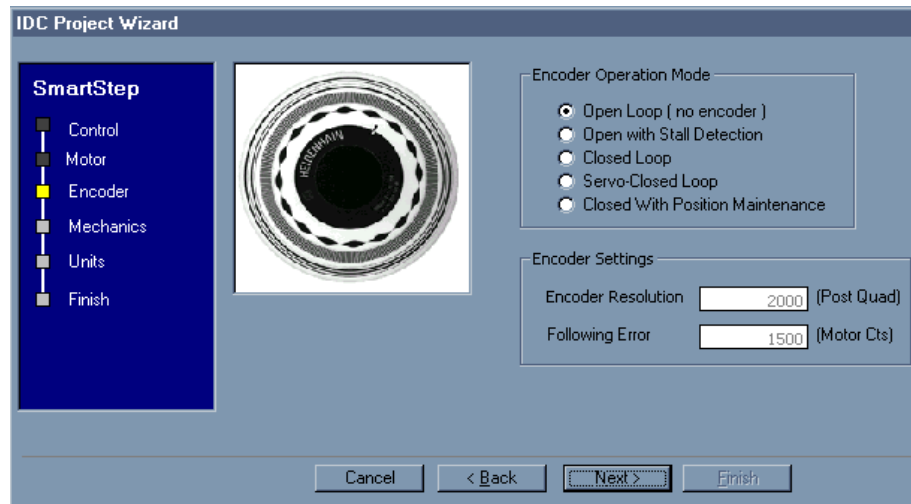 IDC Project Wizard
SmartStep
Control
Motor
Encoder
Mechanics
Units
Finish
HEIDENHAIN
Encoder Operation Mode
Open Loop ( no encoder )
Open with Stall Detection
Closed Loop
Servo-Closed Loop
Closed With Position Maintenance
Encoder Settings
Encoder Resolution 2000 (Post Quad)
Following Error 1500 (Motor Cts)
Cancel < Back Next > Finish